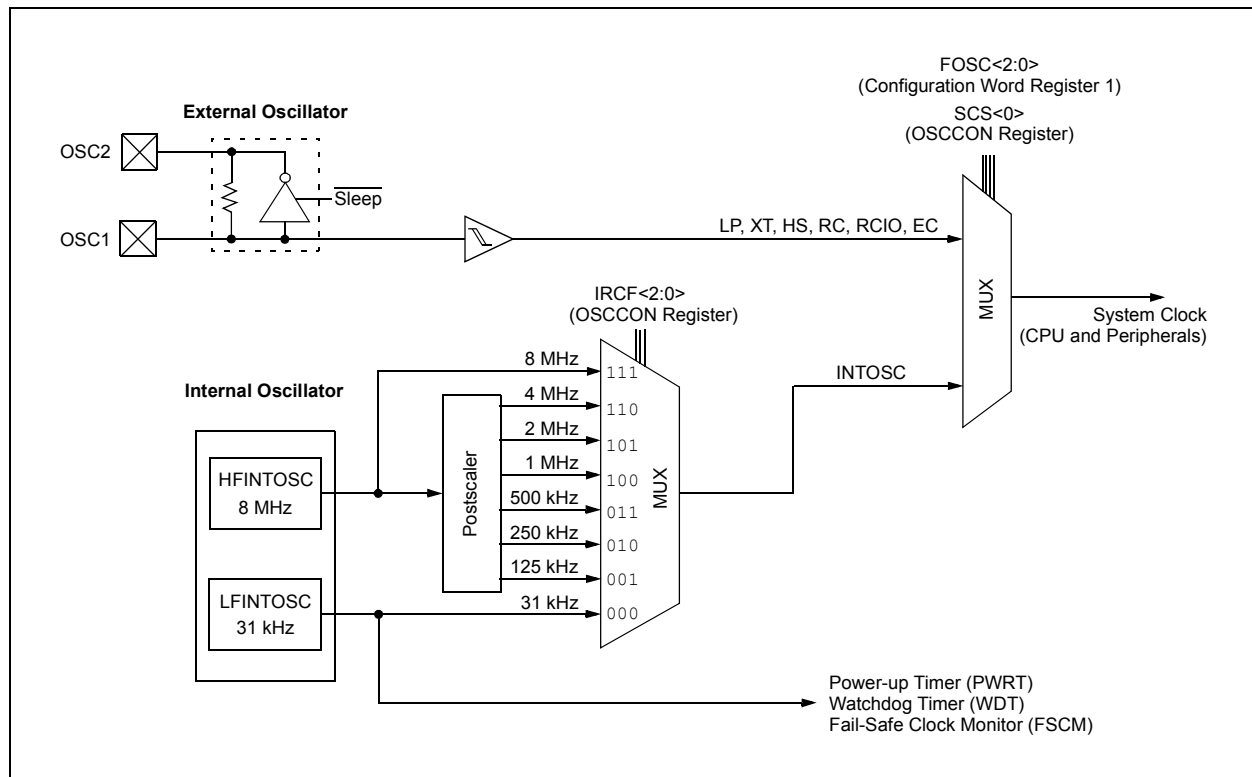 FOSC<2:0>
(Configuration Word Register 1)
SCS<0>
(OSCCON Register)
External Oscillator
OSC2
Sleep
OSC1
LP, XT, HS, RC, RCIO, EC
MUX
System Clock
(CPU and Peripherals)
IRCF<2:0>
(OSCCON Register)
8 MHz
111
INTOSC
Internal Oscillator
4 MHz
110
2 MHz
101
1 MHz
100
HFINTOSC
8 MHz
Postscaler
MUX
500 kHz
011
250 kHz
010
125 kHz
001
LFINTOSC
31 kHz
31 kHz
000
Power-up Timer (PWRT)
Watchdog Timer (WDT)
Fail-Safe Clock Monitor (FSCM)